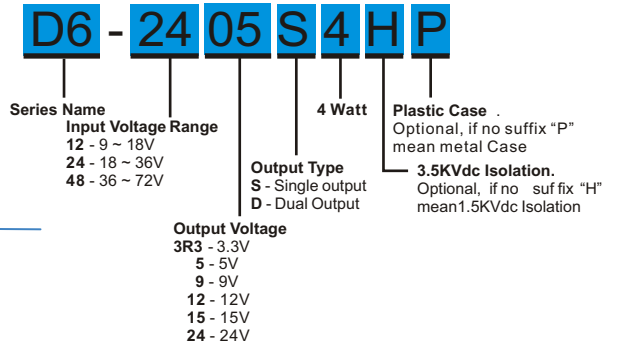 D6 - 24 05 S 4 H P
Series Name
Input Voltage Range
12 - 9 ~ 18V
24 - 18 ~ 36V
48 - 36 ~ 72V
Output Voltage
3R3 - 3.3V
5 - 5V
9 - 9V
12 - 12V
15 - 15V
24 - 24V
Output Type
S - Single output
D - Dual Output
4 Watt
Plastic Case .
Optional, if no suffix “P”
mean metal Case
3.5KVdc Isolation.
Optional, if no suf fix “H”
mean1.5KVdc Isolation